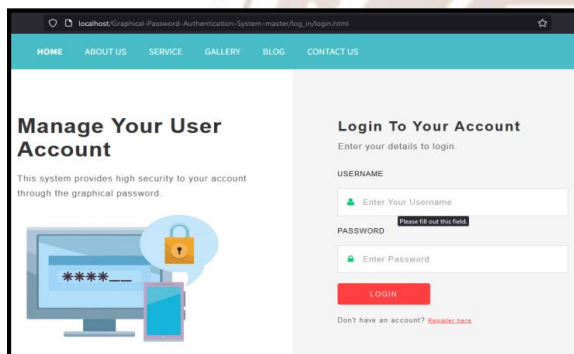 localhost/Graphical-Password-Authentication-System-master/log_in/login.html
HOME ABOUT US SERVICE GALLERY BLOG CONTACT US
Manage Your User
Account
This system provides high security to your account
through the graphical password.
****__
Login To Your Account
Enter your details to login.
USERNAME
Enter Your Username
Please fill out this field.
PASSWORD
Enter Password
LOGIN
Don't have an account? Register here